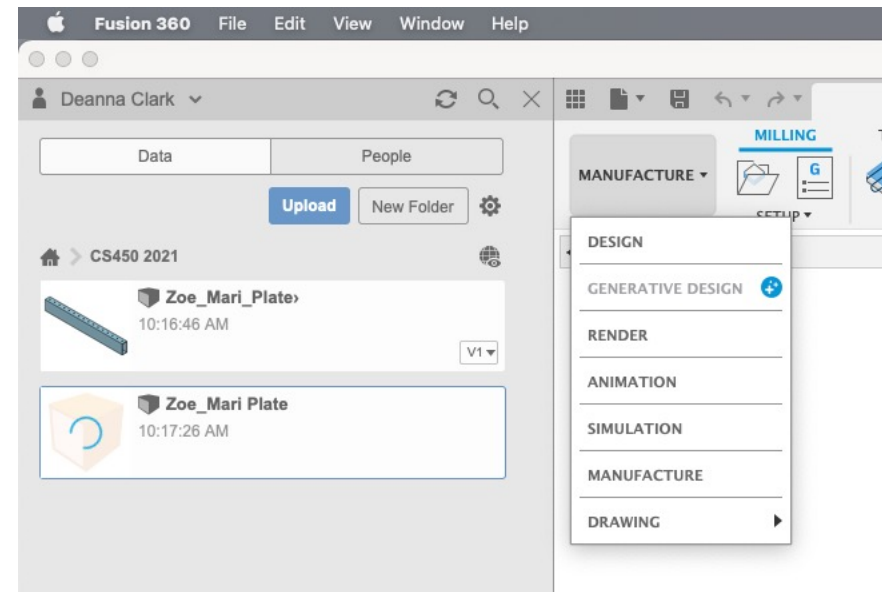 Fusion 360 File Edit View Window Help
Deanna Clark
Data People
Upload New Folder
CS450 2021
Zoe_Mari_Plate›
10:16:46 AM
V1
Zoe_Mari Plate
10:17:26 AM
MILLING
MANUFACTURE
G
SETUP
DESIGN
GENERATIVE DESIGN
RENDER
ANIMATION
SIMULATION
MANUFACTURE
DRAWING